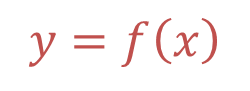 y = f(x)